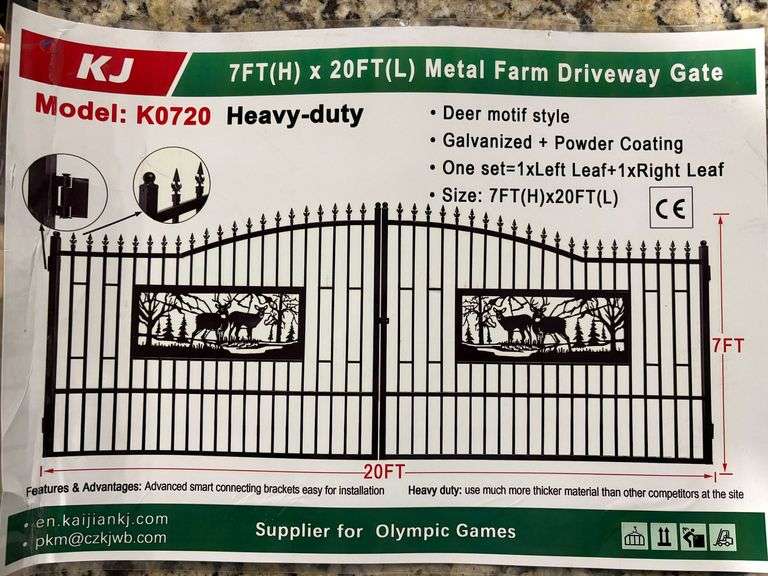 KJ
7FT(H) x 20FT(L) Metal Farm Driveway Gate
Model: K0720 Heavy-duty
• Deer motif style
• Galvanized + Powder Coating
• One set=1xLeft Leaf+1xRight Leaf
• Size: 7FT(H)x20FT(L)
CE
7FT
20FT
Features & Advantages: Advanced smart connecting brackets easy for installation
Heavy duty: use much more thicker material than other competitors at the site
• en.kaijiankj.com
• pkm@czkjwb.com
Supplier for Olympic Games